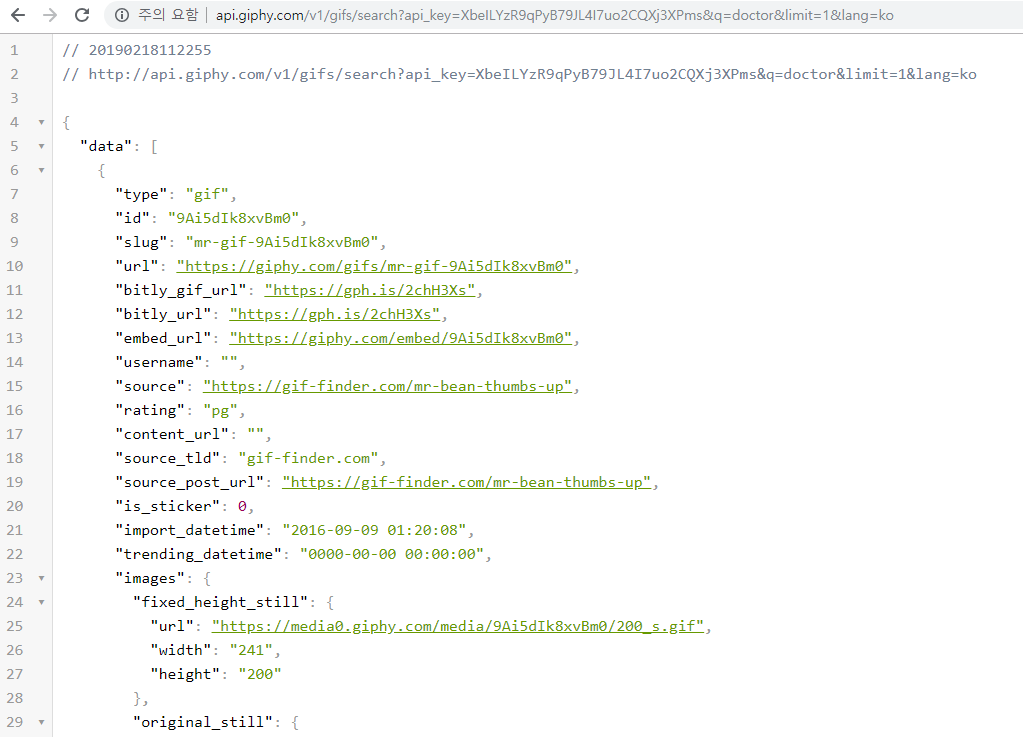 주의 요함 | api.giphy.com/v1/gifs/search?api_key=XbeILYzR9qPyB79JL4I7uo2CQXj3XPms&q=doctor&limit=1&lang=ko
1 // 20190218112255
2 // http://api.giphy.com/v1/gifs/search?api_key=XbeILYzR9qPyB79JL4I7uo2CQXj3XPms&q=doctor&limit=1&lang=ko
3
4 {
5 "data": [
6 {
7 "type": "gif",
8 "id": "9Ai5dIk8xvBm0",
9 "slug": "mr-gif-9Ai5dIk8xvBm0",
10 "url": "https://giphy.com/gifs/mr-gif-9Ai5dIk8xvBm0",
11 "bitly_gif_url": "https://gph.is/2chH3Xs",
12 "bitly_url": "https://gph.is/2chH3Xs",
13 "embed_url": "https://giphy.com/embed/9Ai5dIk8xvBm0",
14 "username": "",
15 "source": "https://gif-finder.com/mr-bean-thumbs-up",
16 "rating": "pg",
17 "content_url": "",
18 "source_tld": "gif-finder.com",
19 "source_post_url": "https://gif-finder.com/mr-bean-thumbs-up",
20 "is_sticker": 0,
21 "import_datetime": "2016-09-09 01:20:08",
22 "trending_datetime": "0000-00-00 00:00:00",
23 "images": {
24 "fixed_height_still": {
25 "url": "https://media0.giphy.com/media/9Ai5dIk8xvBm0/200_s.gif",
26 "width": "241",
27 "height": "200"
28 },
29 "original_still": {